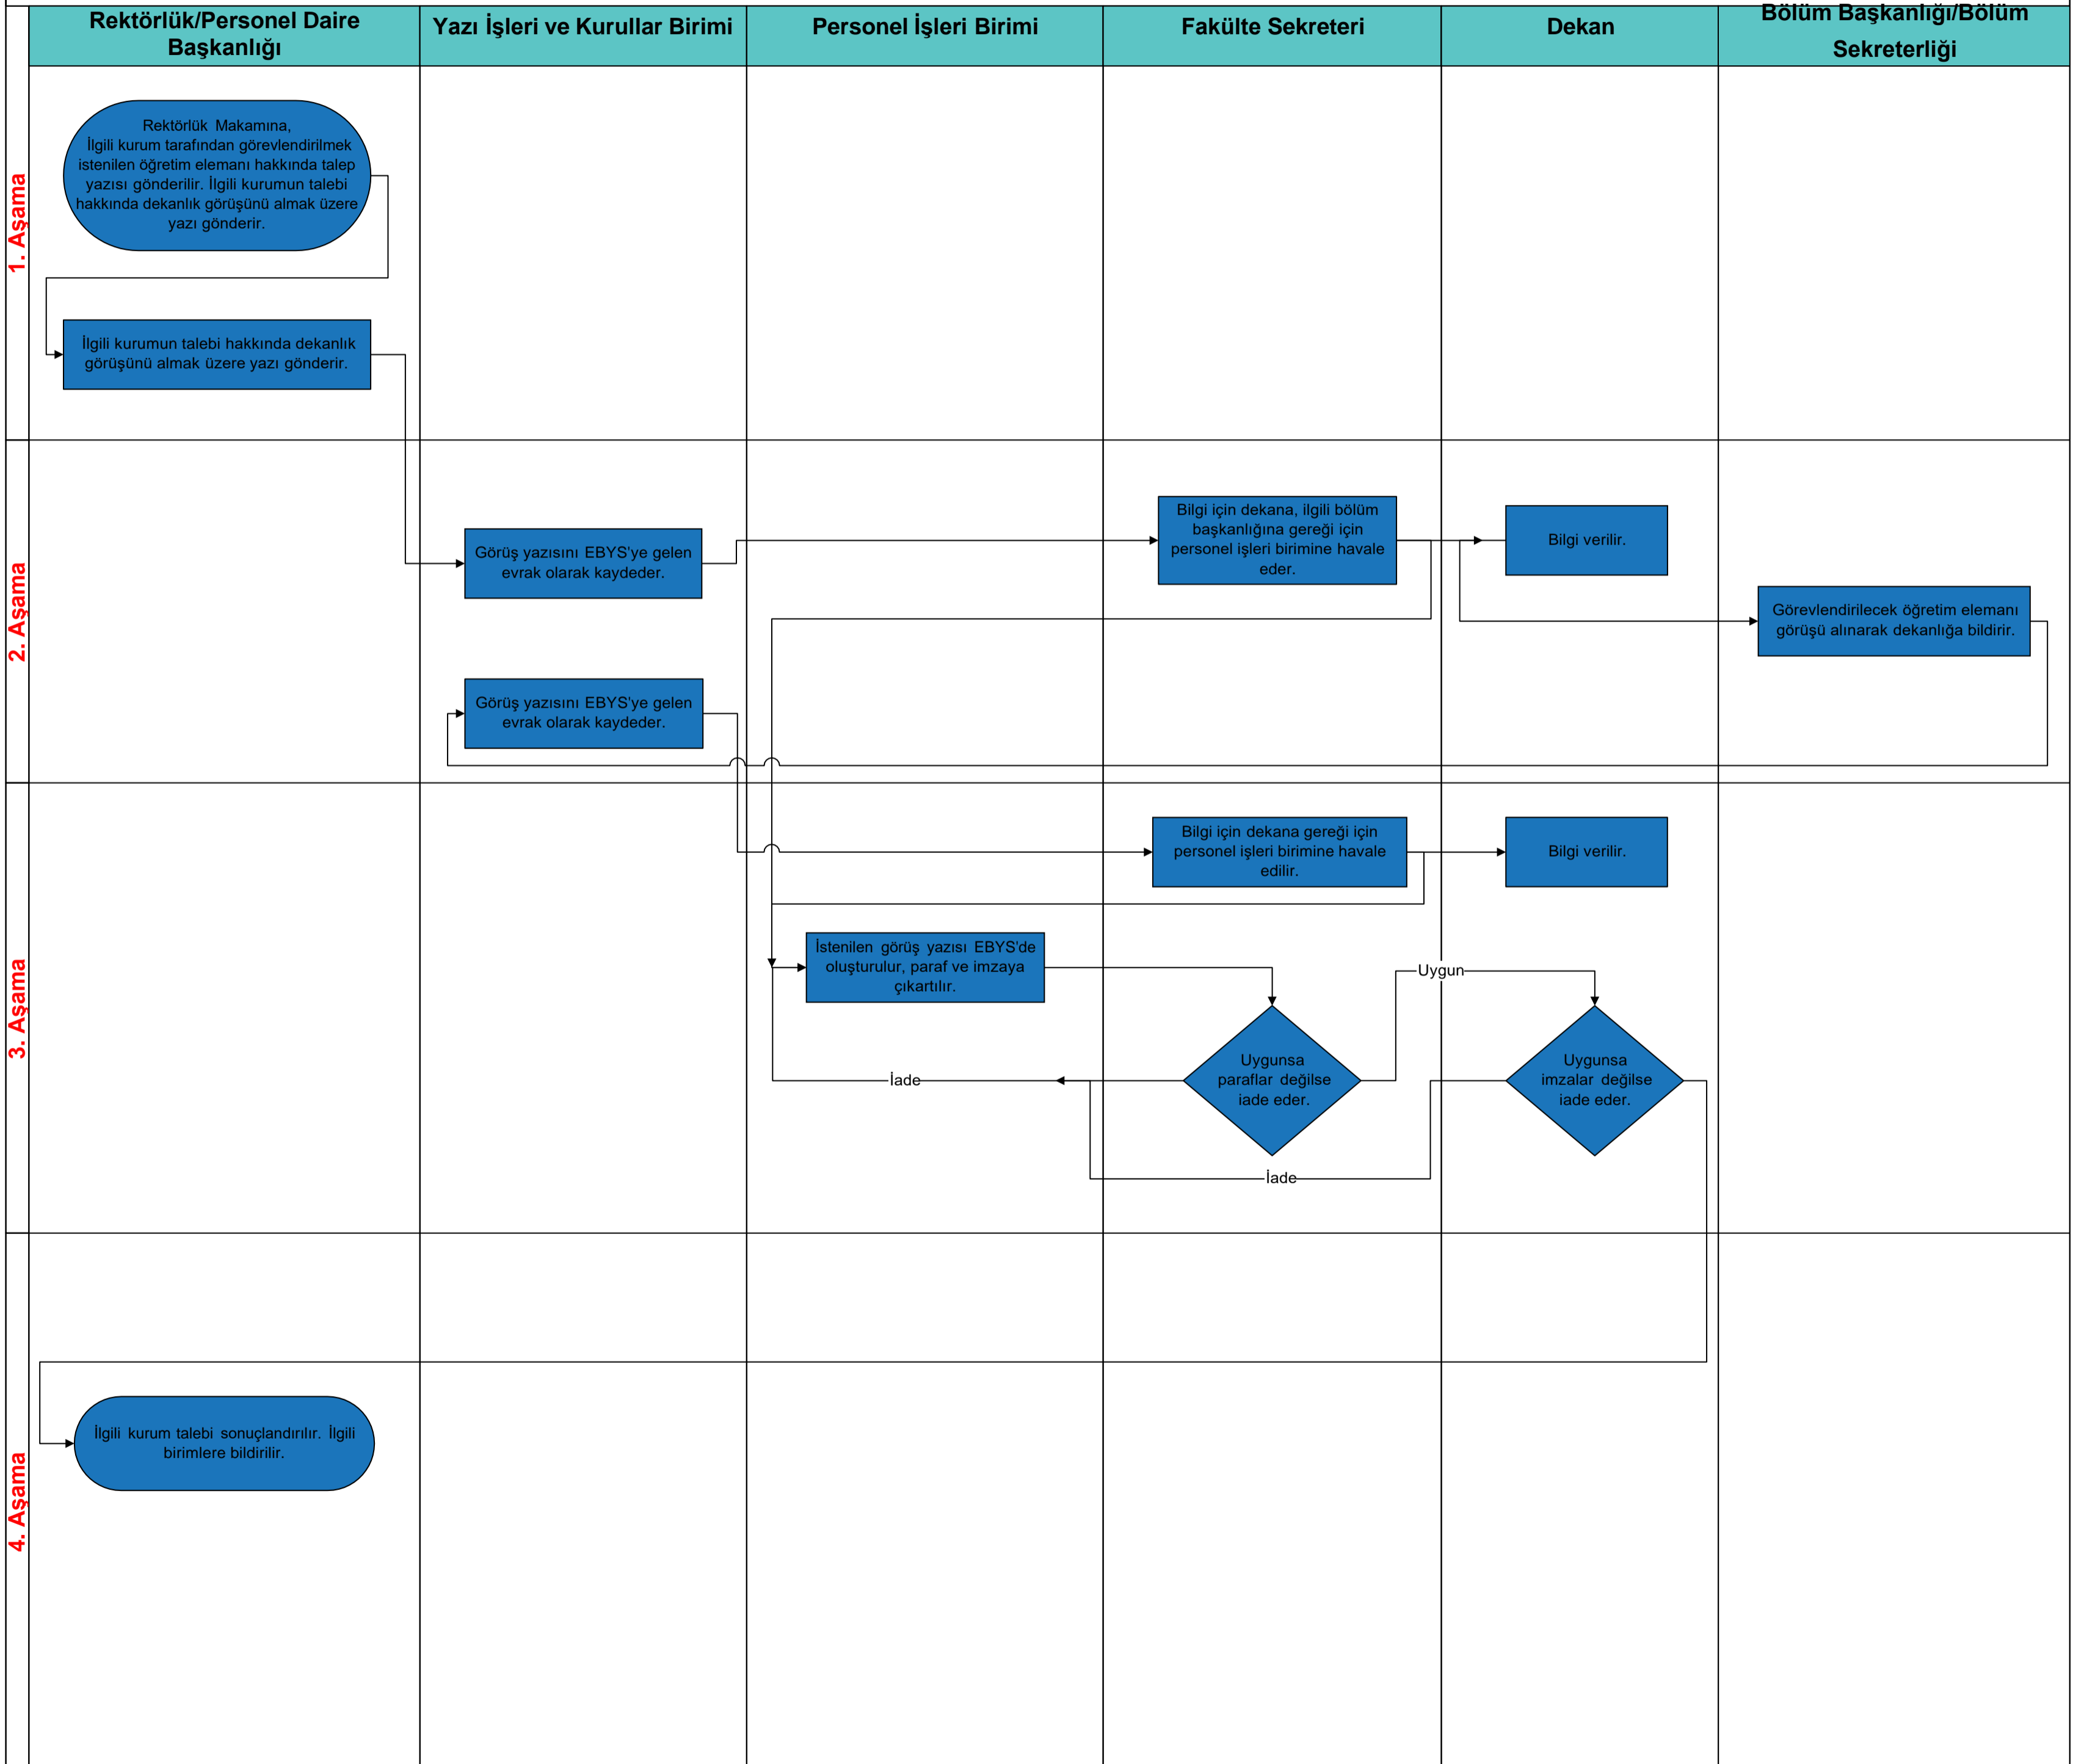 Rektörlük/Personel Daire
Başkanlığı
Yazı İşleri ve Kurullar Birimi
Personel İşleri Birimi
Fakülte Sekreteri
Dekan
Bölüm Başkanlığı/Bölüm
Sekreterliği
1. Aşama
Rektörlük Makamına,
İlgili kurum tarafından görevlendirilmek
istenilen öğretim elemanı hakkında talep
yazısı gönderilir. İlgili kurumun talebi
hakkında dekanlık görüşünü almak üzere
yazı gönderir.
İlgili kurumun talebi hakkında dekanlık
görüşünü almak üzere yazı gönderir.
2. Aşama
Görüş yazısını EBYS'ye gelen
evrak olarak kaydeder.
Bilgi için dekana, ilgili bölüm
başkanlığına gereği için
personel işleri birimine havale
eder.
Bilgi verilir.
Görevlendirilecek öğretim elemanı
görüşü alınarak dekanlığa bildirir.
Görüş yazısını EBYS'ye gelen
evrak olarak kaydeder.
3. Aşama
Bilgi için dekana gereği için
personel işleri birimine havale
edilir.
Bilgi verilir.
İstenilen görüş yazısı EBYS'de
oluşturulur, paraf ve imzaya
çıkartılır.
Uygun
Uygunsa
paraflar değilse
iade eder.
Uygunsa
imzalar değilse
iade eder.
İade
İade
4. Aşama
İlgili kurum talebi sonuçlandırılır. İlgili
birimlere bildirilir.